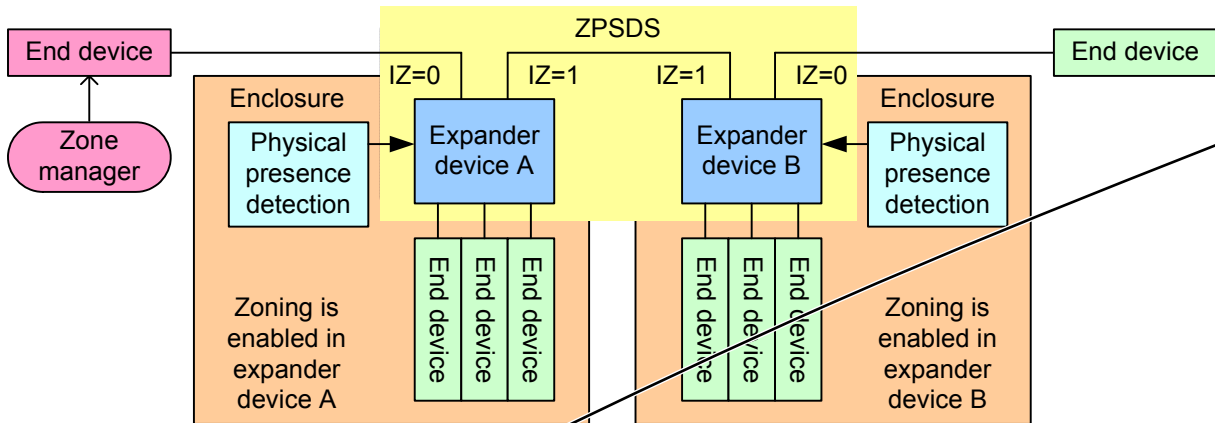 ZPSDS
End device
End device
IZ=0
IZ=1
IZ=1
IZ=0
Zone
manager
Enclosure
Physical
presence
detection
Expander
device A
Expander
device B
Enclosure
Physical
presence
detection
End device
End device
End device
End device
End device
End device
Zoning is
enabled in
expander
device A
Zoning is
enabled in
expander
device B